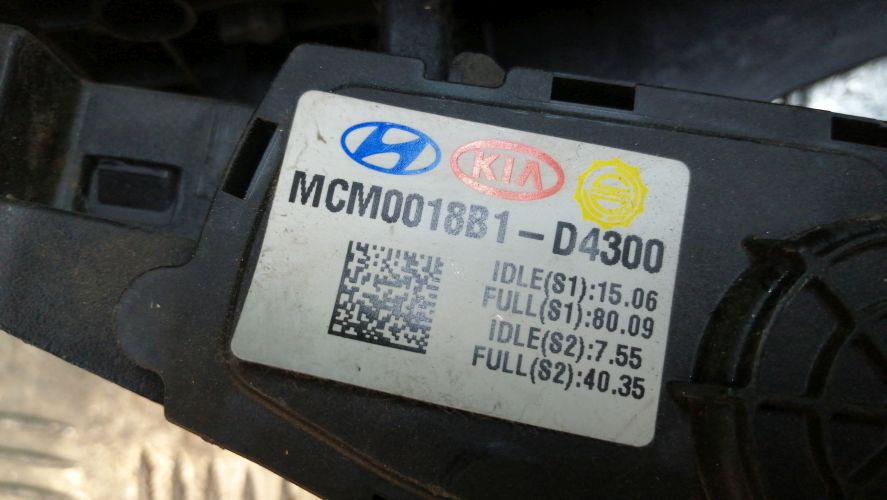 KIA
MCM0018B1-D4300
IDLE(S1):15.06
FULL(S1):80.09
IDLE(S2):7.55
FULL(S2):40.35